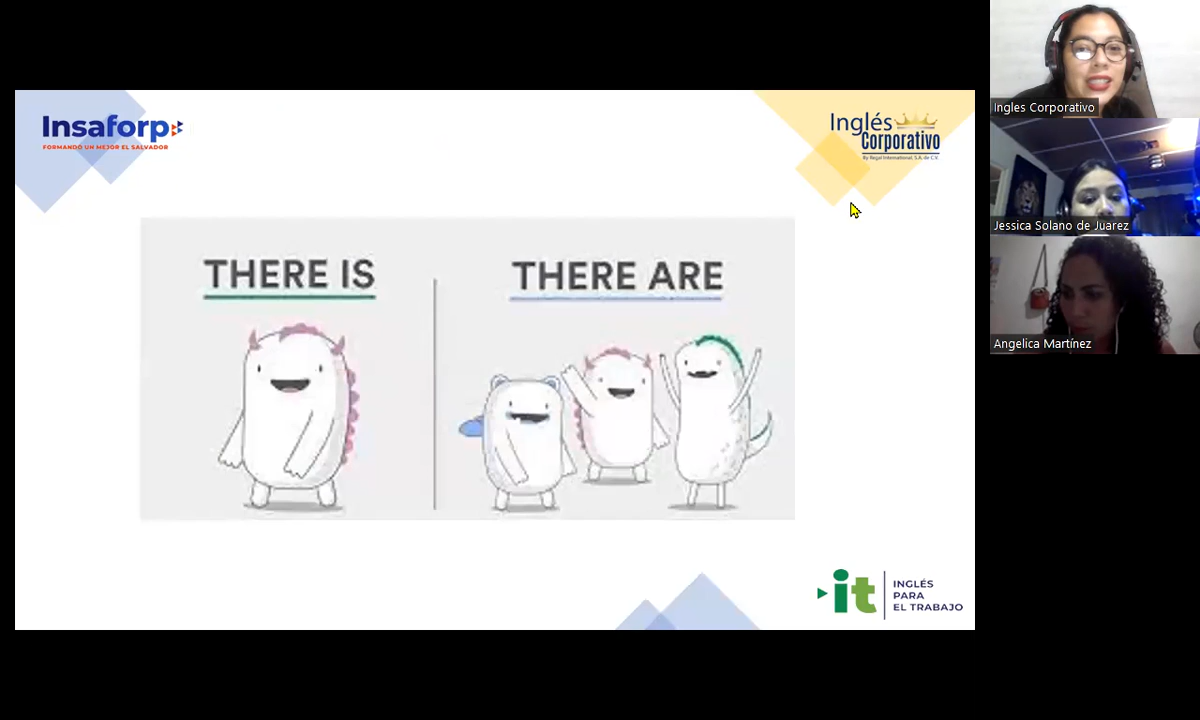 Insaforp
FORMANDO UN MEJOR EL SALVADOR
Inglés
Corporativo
By Regal International, S.A. de C.V.
THERE IS
THERE ARE
it
INGLÉS
PARA
EL TRABAJO
Ingles Corporativo
Jessica Solano de Juarez
Angelica Martínez